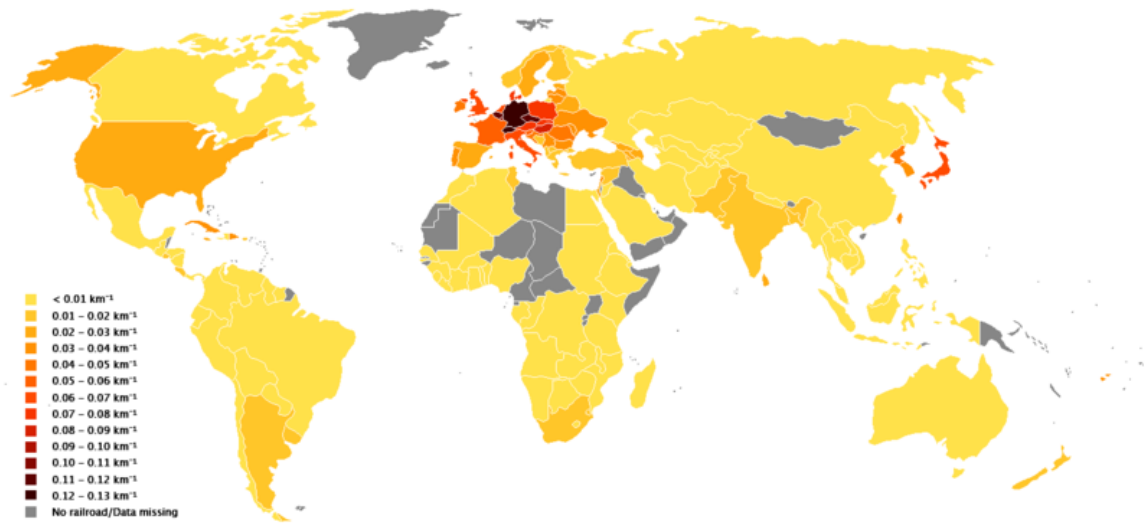 < 0.01 km⁻¹
0.01 – 0.02 km⁻¹
0.02 – 0.03 km⁻¹
0.03 – 0.04 km⁻¹
0.04 – 0.05 km⁻¹
0.05 – 0.06 km⁻¹
0.06 – 0.07 km⁻¹
0.07 – 0.08 km⁻¹
0.08 – 0.09 km⁻¹
0.09 – 0.10 km⁻¹
0.10 – 0.11 km⁻¹
0.11 – 0.12 km⁻¹
0.12 – 0.13 km⁻¹
No railroad/Data missing